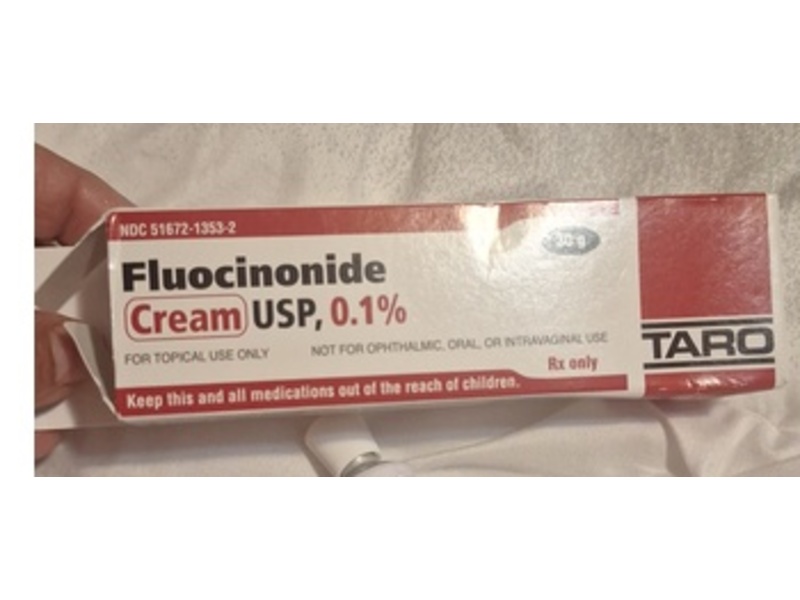 NDC 51672-1353-2
30 g
Fluocinonide
Cream USP, 0.1%
FOR TOPICAL USE ONLY NOT FOR OPHTHALMIC, ORAL, OR INTRAVAGINAL USE
Rx only
Keep this and all medications out of the reach of children.
TARO